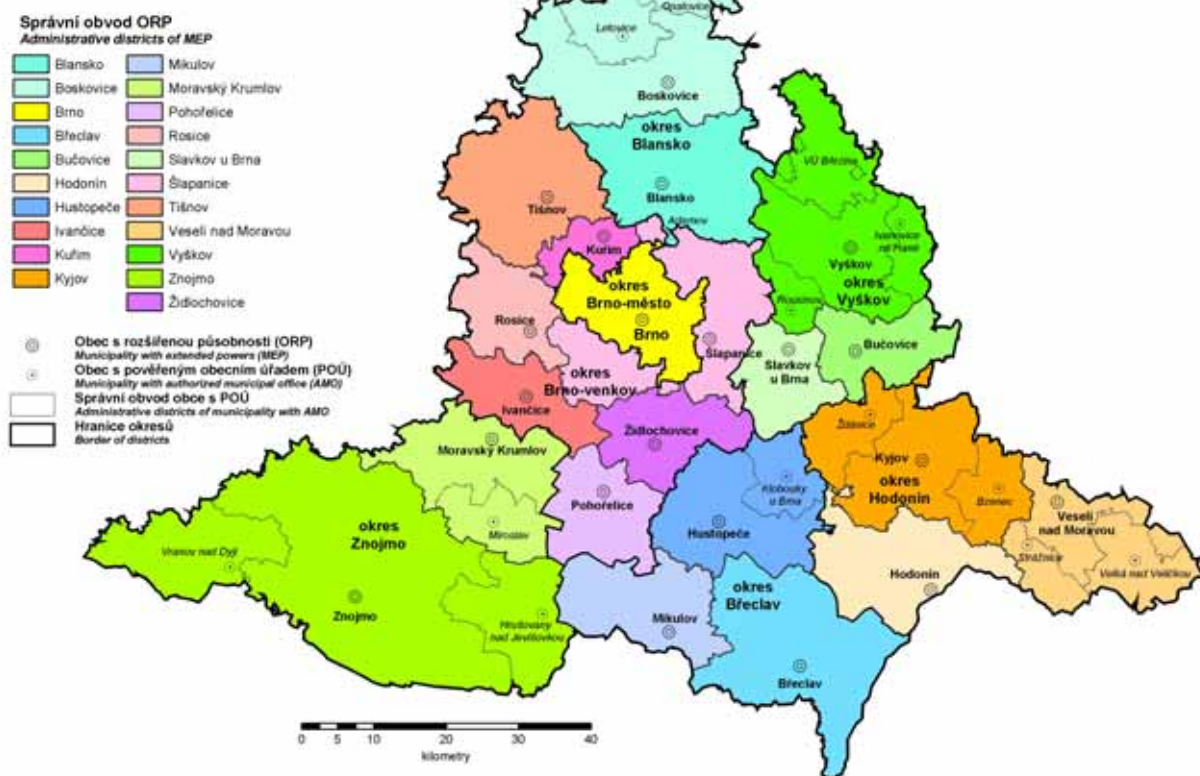 Správní obvod ORP
Administrative districts of MEP
Blansko
Boskovice
Brno
Břeclav
Bučovice
Hodonín
Hustopeče
Ivančice
Kuřim
Kyjov
Mikulov
Moravský Krumlov
Pohořelice
Rosice
Slavkov u Brna
Šlapanice
Tišnov
Veselí nad Moravou
Vyškov
Znojmo
Židlochovice
Obec s rozšířenou působností (ORP)
Municipality with extended powers (MEP)
Obec s pověřeným obecním úřadem (POÚ)
Municipality with authorized municipal office (AMO)
Správní obvod obce s POÚ
Administrative districts of municipality with AMO
Hranice okresů
Border of districts
Opatovice
Letovice
Boskovice
okres
Blansko
Blansko
Adamov
Tišnov
Kuřim
VÚ Březina
Ivanovice
na Hané
Vyškov
okres
Vyškov
Rousínov
okres
Brno-město
Brno
Rosice
Šlapanice
Slavkov
u Brna
Bučovice
okres
Brno-venkov
Ivančice
Židlochovice
Ždánice
Kyjov
okres
Hodonín
Bzenec
Moravský Krumlov
Pohořelice
Klobouky
u Brna
Hustopeče
Veselí
nad Moravou
Strážnice
Velká nad Veličkou
okres
Znojmo
Miroslav
Vranov nad Dyjí
Znojmo
Hrušovany
nad Jevišovkou
Mikulov
okres
Břeclav
Hodonín
Břeclav
0 5 10 20 30 40
kilometry